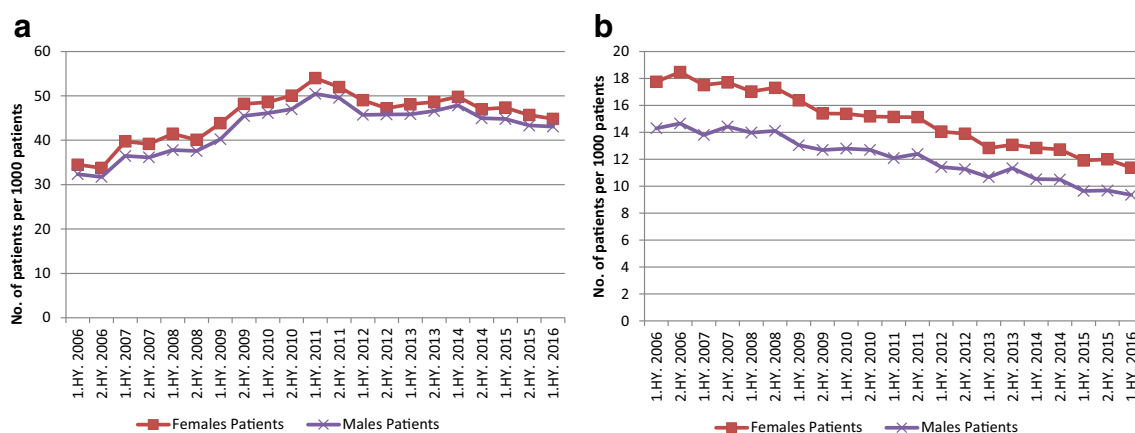 a
No. of patients per 1000 patients
60
50
40
30
20
10
0
1.HY. 2006
2.HY. 2006
1.HY. 2007
2.HY. 2007
1.HY. 2008
2.HY. 2008
1.HY. 2009
2.HY. 2009
1.HY. 2010
2.HY. 2010
1.HY. 2011
2.HY. 2011
1.HY. 2012
2.HY. 2012
1.HY. 2013
2.HY. 2013
1.HY. 2014
2.HY. 2014
1.HY. 2015
2.HY. 2015
1.HY. 2016
Females Patients Males Patients
b
No. of patients per 1000 patients
20
18
16
14
12
10
8
6
4
2
0
1.HY. 2006
2.HY. 2006
1.HY. 2007
2.HY. 2007
1.HY. 2008
2.HY. 2008
1.HY. 2009
2.HY. 2009
1.HY. 2010
2.HY. 2010
1.HY. 2011
2.HY. 2011
1.HY. 2012
2.HY. 2012
1.HY. 2013
2.HY. 2013
1.HY. 2014
2.HY. 2014
1.HY. 2015
2.HY. 2015
1.HY. 2016
Females Patients Males Patients